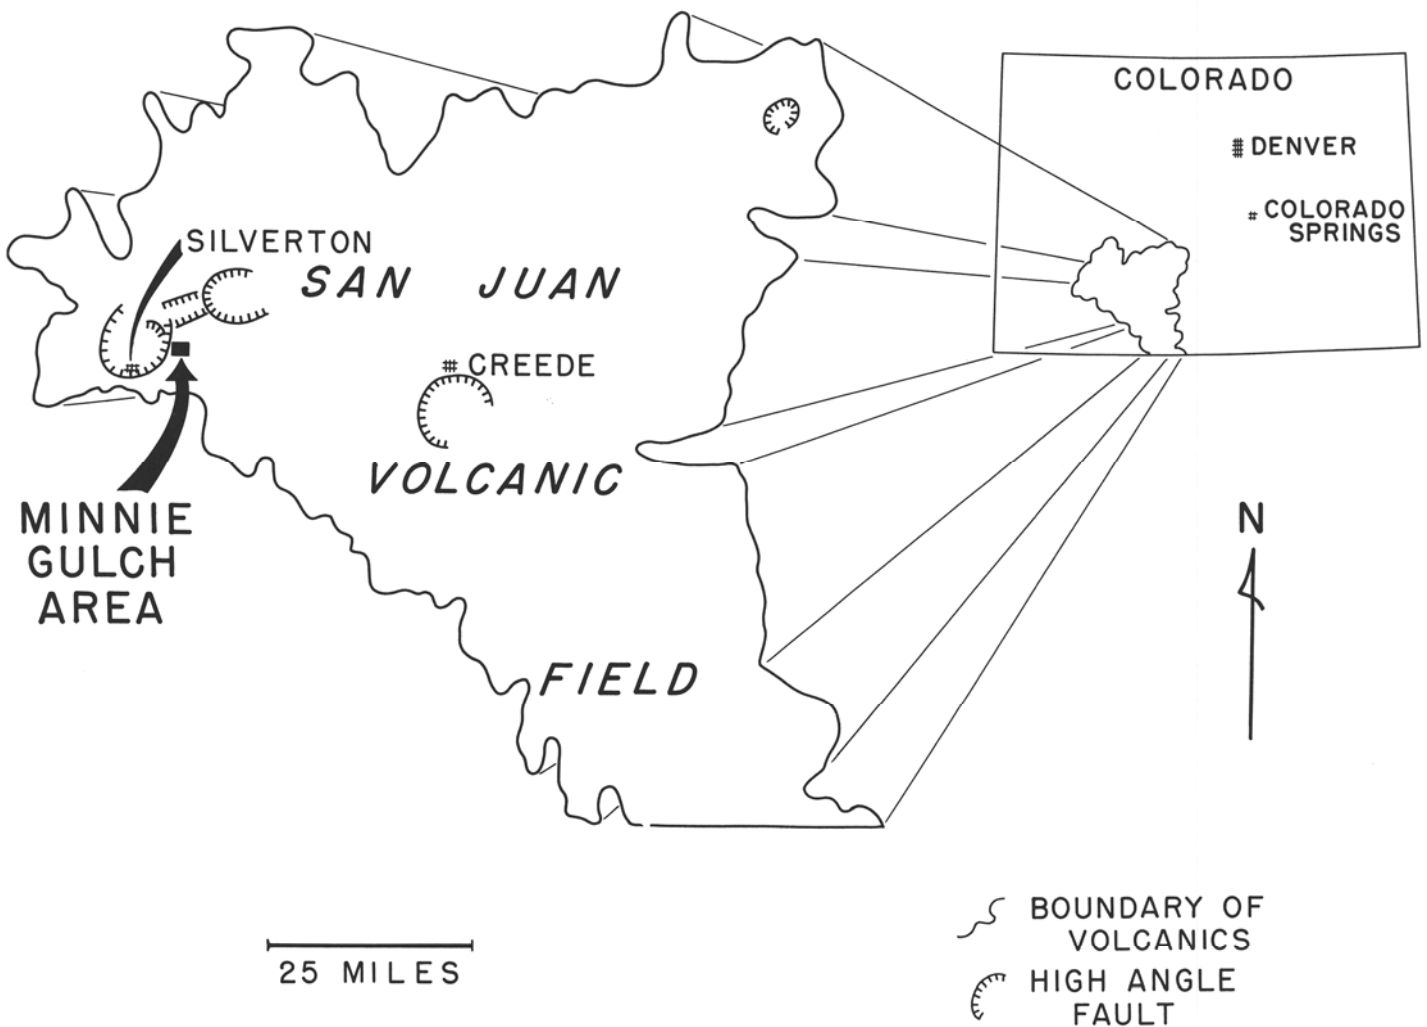 COLORADO
DENVER
COLORADO
SPRINGS
SILVERTON
SAN JUAN
CREEDE
VOLCANIC
MINNIE
GULCH
AREA
N
FIELD
BOUNDARY OF
VOLCANICS
25 MILES
HIGH ANGLE
FAULT